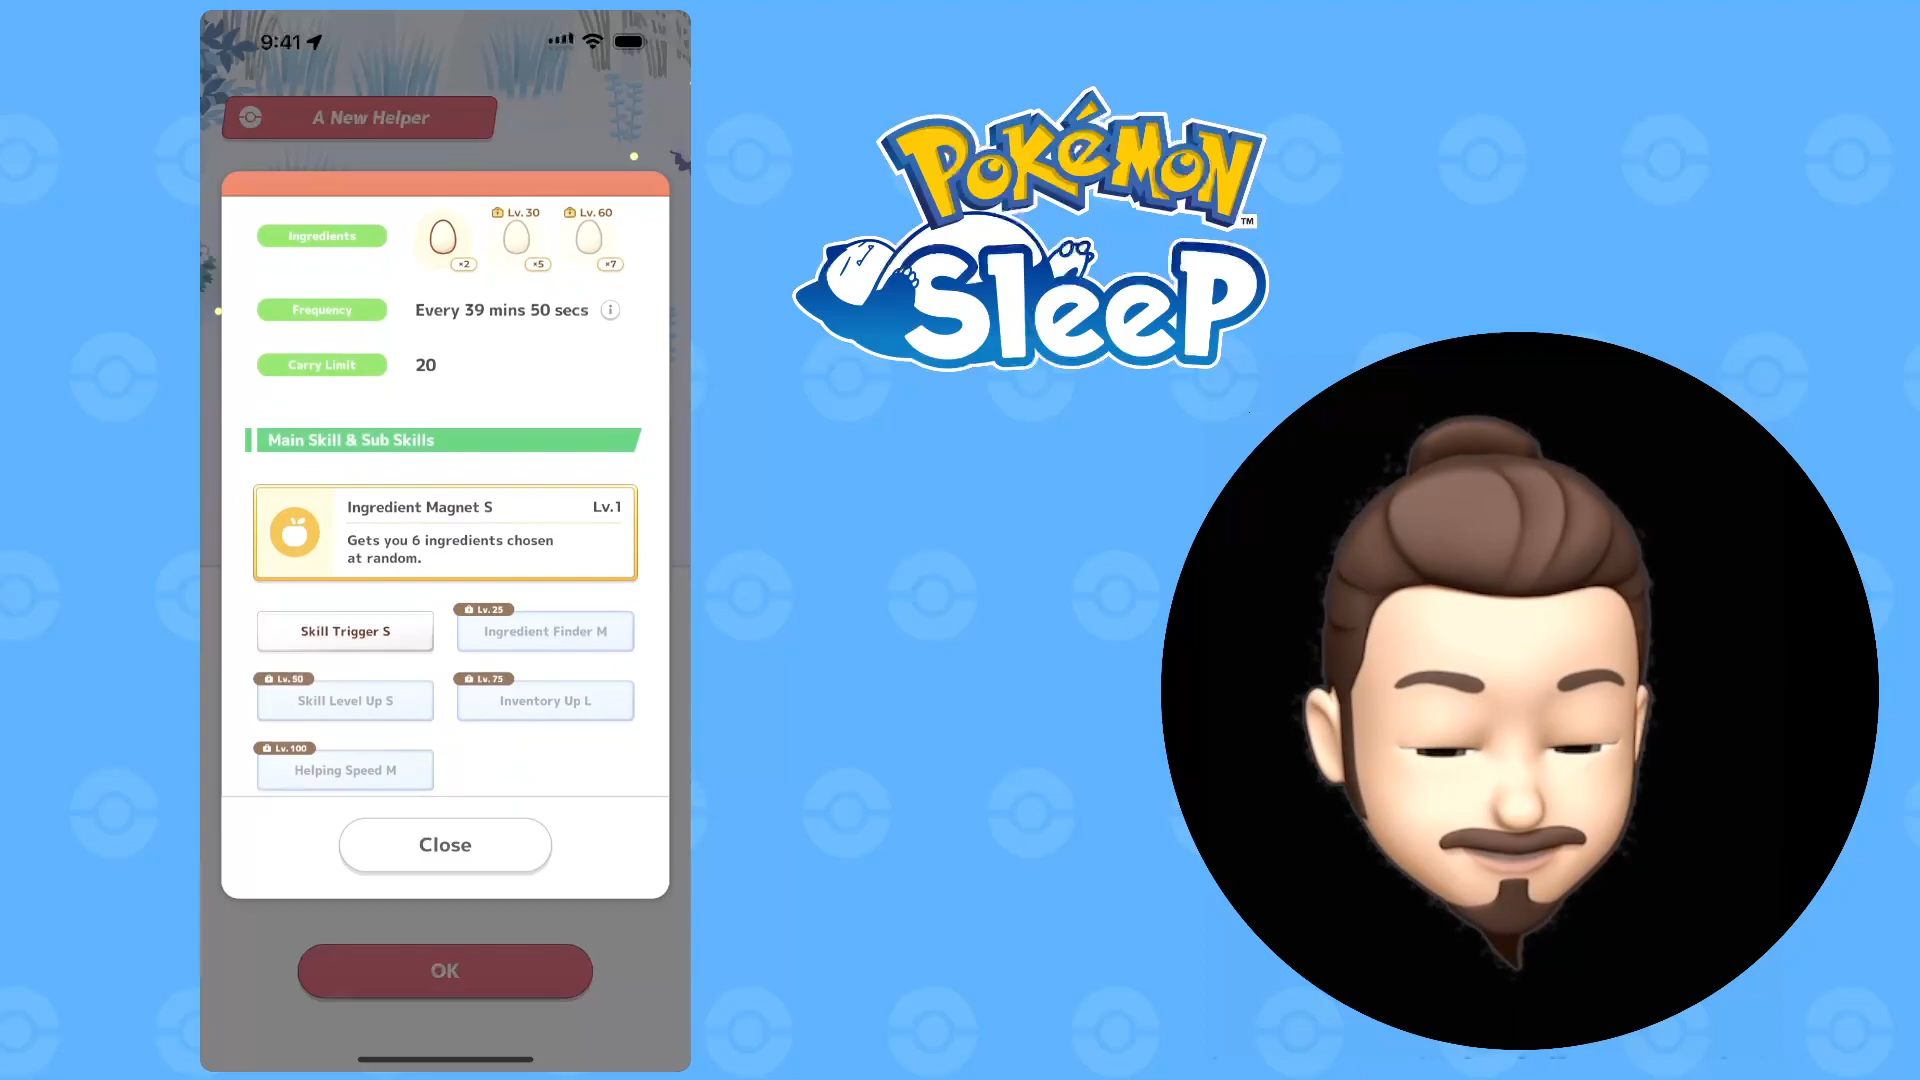 9:41
A New Helper
Lv. 30
Lv. 60
Ingredients
×2
×5
×7
Frequency
Every 39 mins 50 secs
i
Carry Limit
20
Main Skill & Sub Skills
Ingredient Magnet S
Lv.1
Gets you 6 ingredients chosen
at random.
Skill Trigger S
Lv. 25
Ingredient Finder M
Lv. 50
Skill Level Up S
Lv. 75
Inventory Up L
Lv. 100
Helping Speed M
Close
OK
POKéMON
TM
Sleep